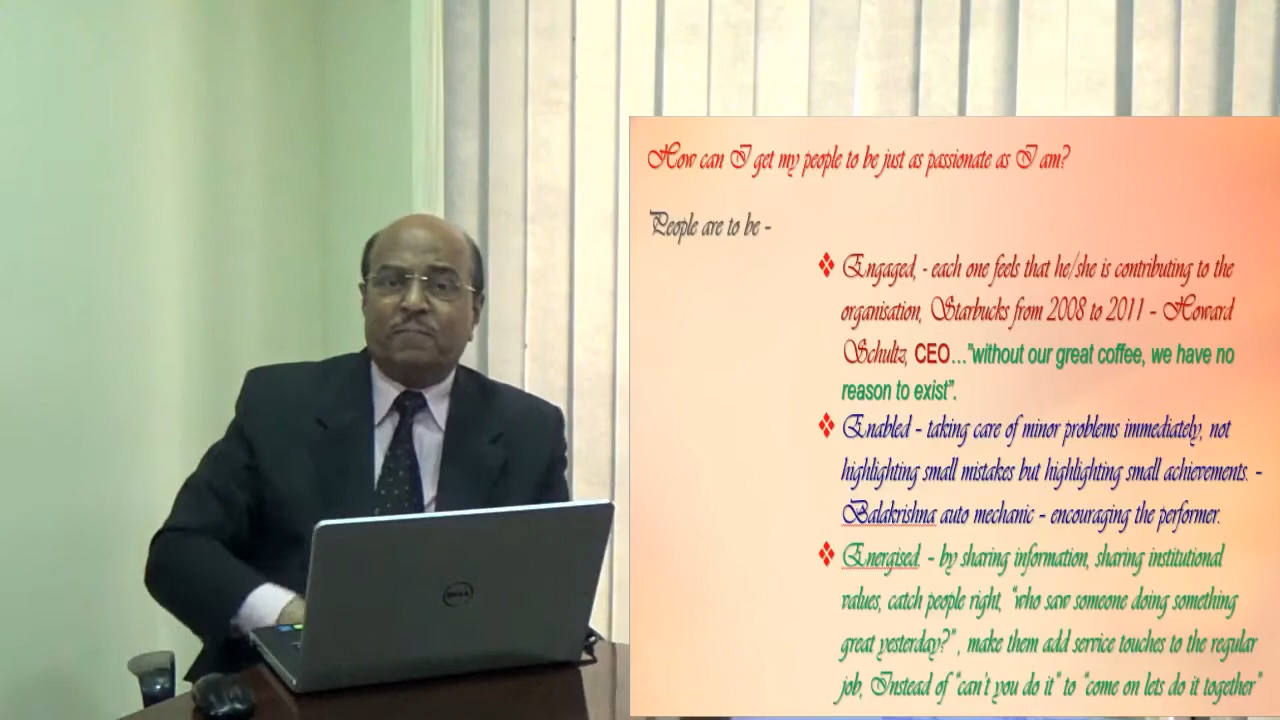 How can I get my people to be just as passionate as I am?
People are to be -
❖ Engaged, - each one feels that he/she is contributing to the
organisation, Starbucks from 2008 to 2011 - Howard
Schultz, CEO…"without our great coffee, we have no
reason to exist".
❖ Enabled - taking care of minor problems immediately, not
highlighting small mistakes but highlighting small achievements. -
Balakrishna auto mechanic - encouraging the performer.
❖ Energised - by sharing information, sharing institutional
values, catch people right, "who saw someone doing something
great yesterday?" , make them add service touches to the regular
job, Instead of "can't you do it" to "come on lets do it together"
DELL